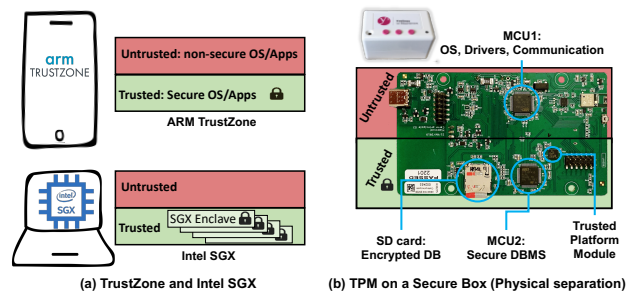 arm
TRUSTZONE
Untrusted: non-secure OS/Apps
Trusted: Secure OS/Apps
ARM TrustZone
intel
SGX
Untrusted
Trusted
SGX Enclave
Intel SGX
(a) TrustZone and Intel SGX
MCU1:
OS, Drivers, Communication
Untrusted
Trusted
PASSED
2201
SD card:
Encrypted DB
MCU2:
Secure DBMS
Trusted
Platform
Module
(b) TPM on a Secure Box (Physical separation)